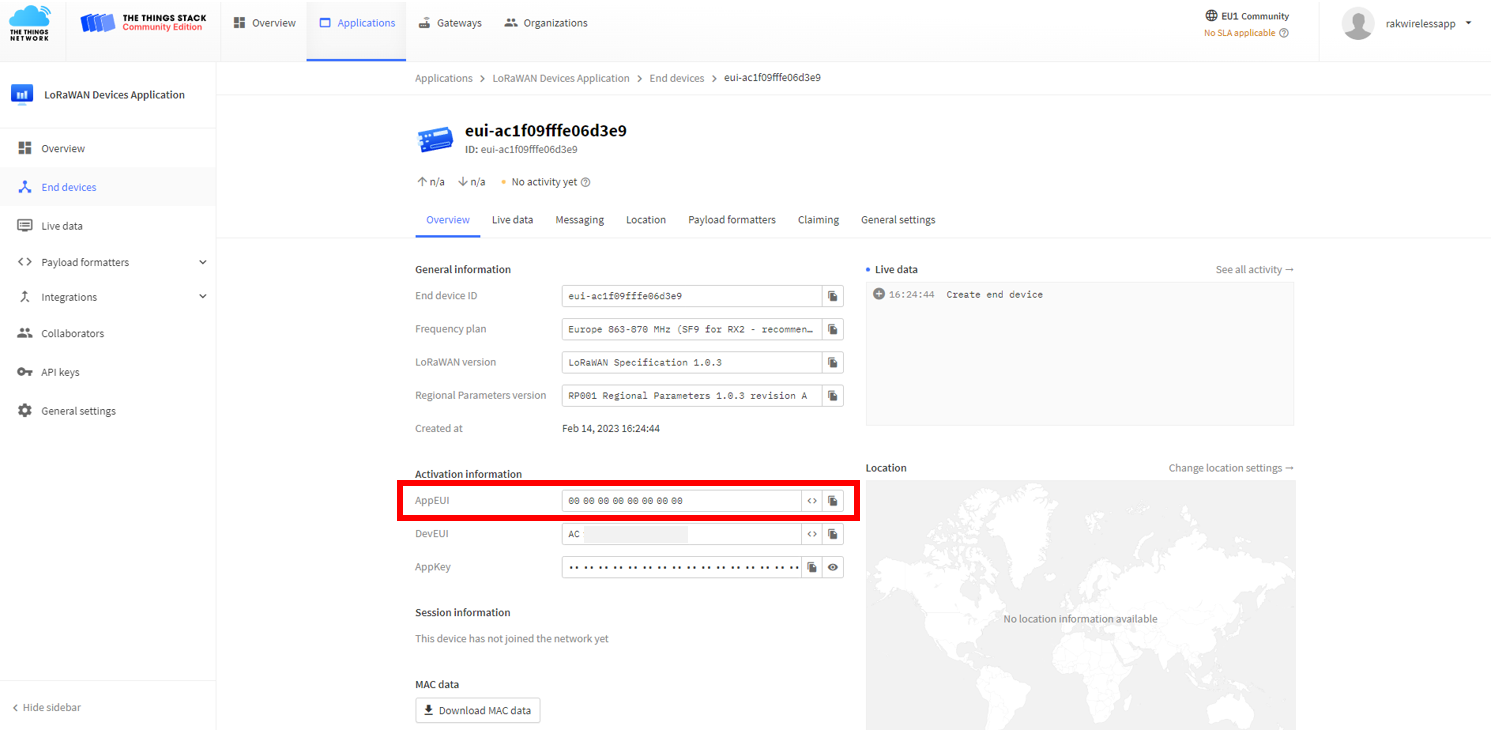 THE THINGS
NETWORK
THE THINGS STACK
Community Edition
Overview
Applications
Gateways
Organizations
EU1 Community
No SLA applicable
rakwirelessapp
LoRaWAN Devices Application
Overview
End devices
Live data
Payload formatters
Integrations
Collaborators
API keys
General settings
Hide sidebar
Applications > LoRaWAN Devices Application > End devices > eui-ac1f09fffe06d3e9
eui-ac1f09fffe06d3e9
ID: eui-ac1f09fffe06d3e9
↑ n/a ↓ n/a • No activity yet
Overview Live data Messaging Location Payload formatters Claiming General settings
General information
End device ID eui-ac1f09fffe06d3e9
Frequency plan Europe 863-870 MHz (SF9 for RX2 - recommen…
LoRaWAN version LoRaWAN Specification 1.0.3
Regional Parameters version RP001 Regional Parameters 1.0.3 revision A
Created at Feb 14, 2023 16:24:44
Activation information
AppEUI 00 00 00 00 00 00 00 00
DevEUI AC
AppKey •• •• •• •• •• •• •• •• •• •• •• •• •• •• •• ••
Session information
This device has not joined the network yet
MAC data
Download MAC data
Live data See all activity →
16:24:44 Create end device
Location Change location settings →
No location information available